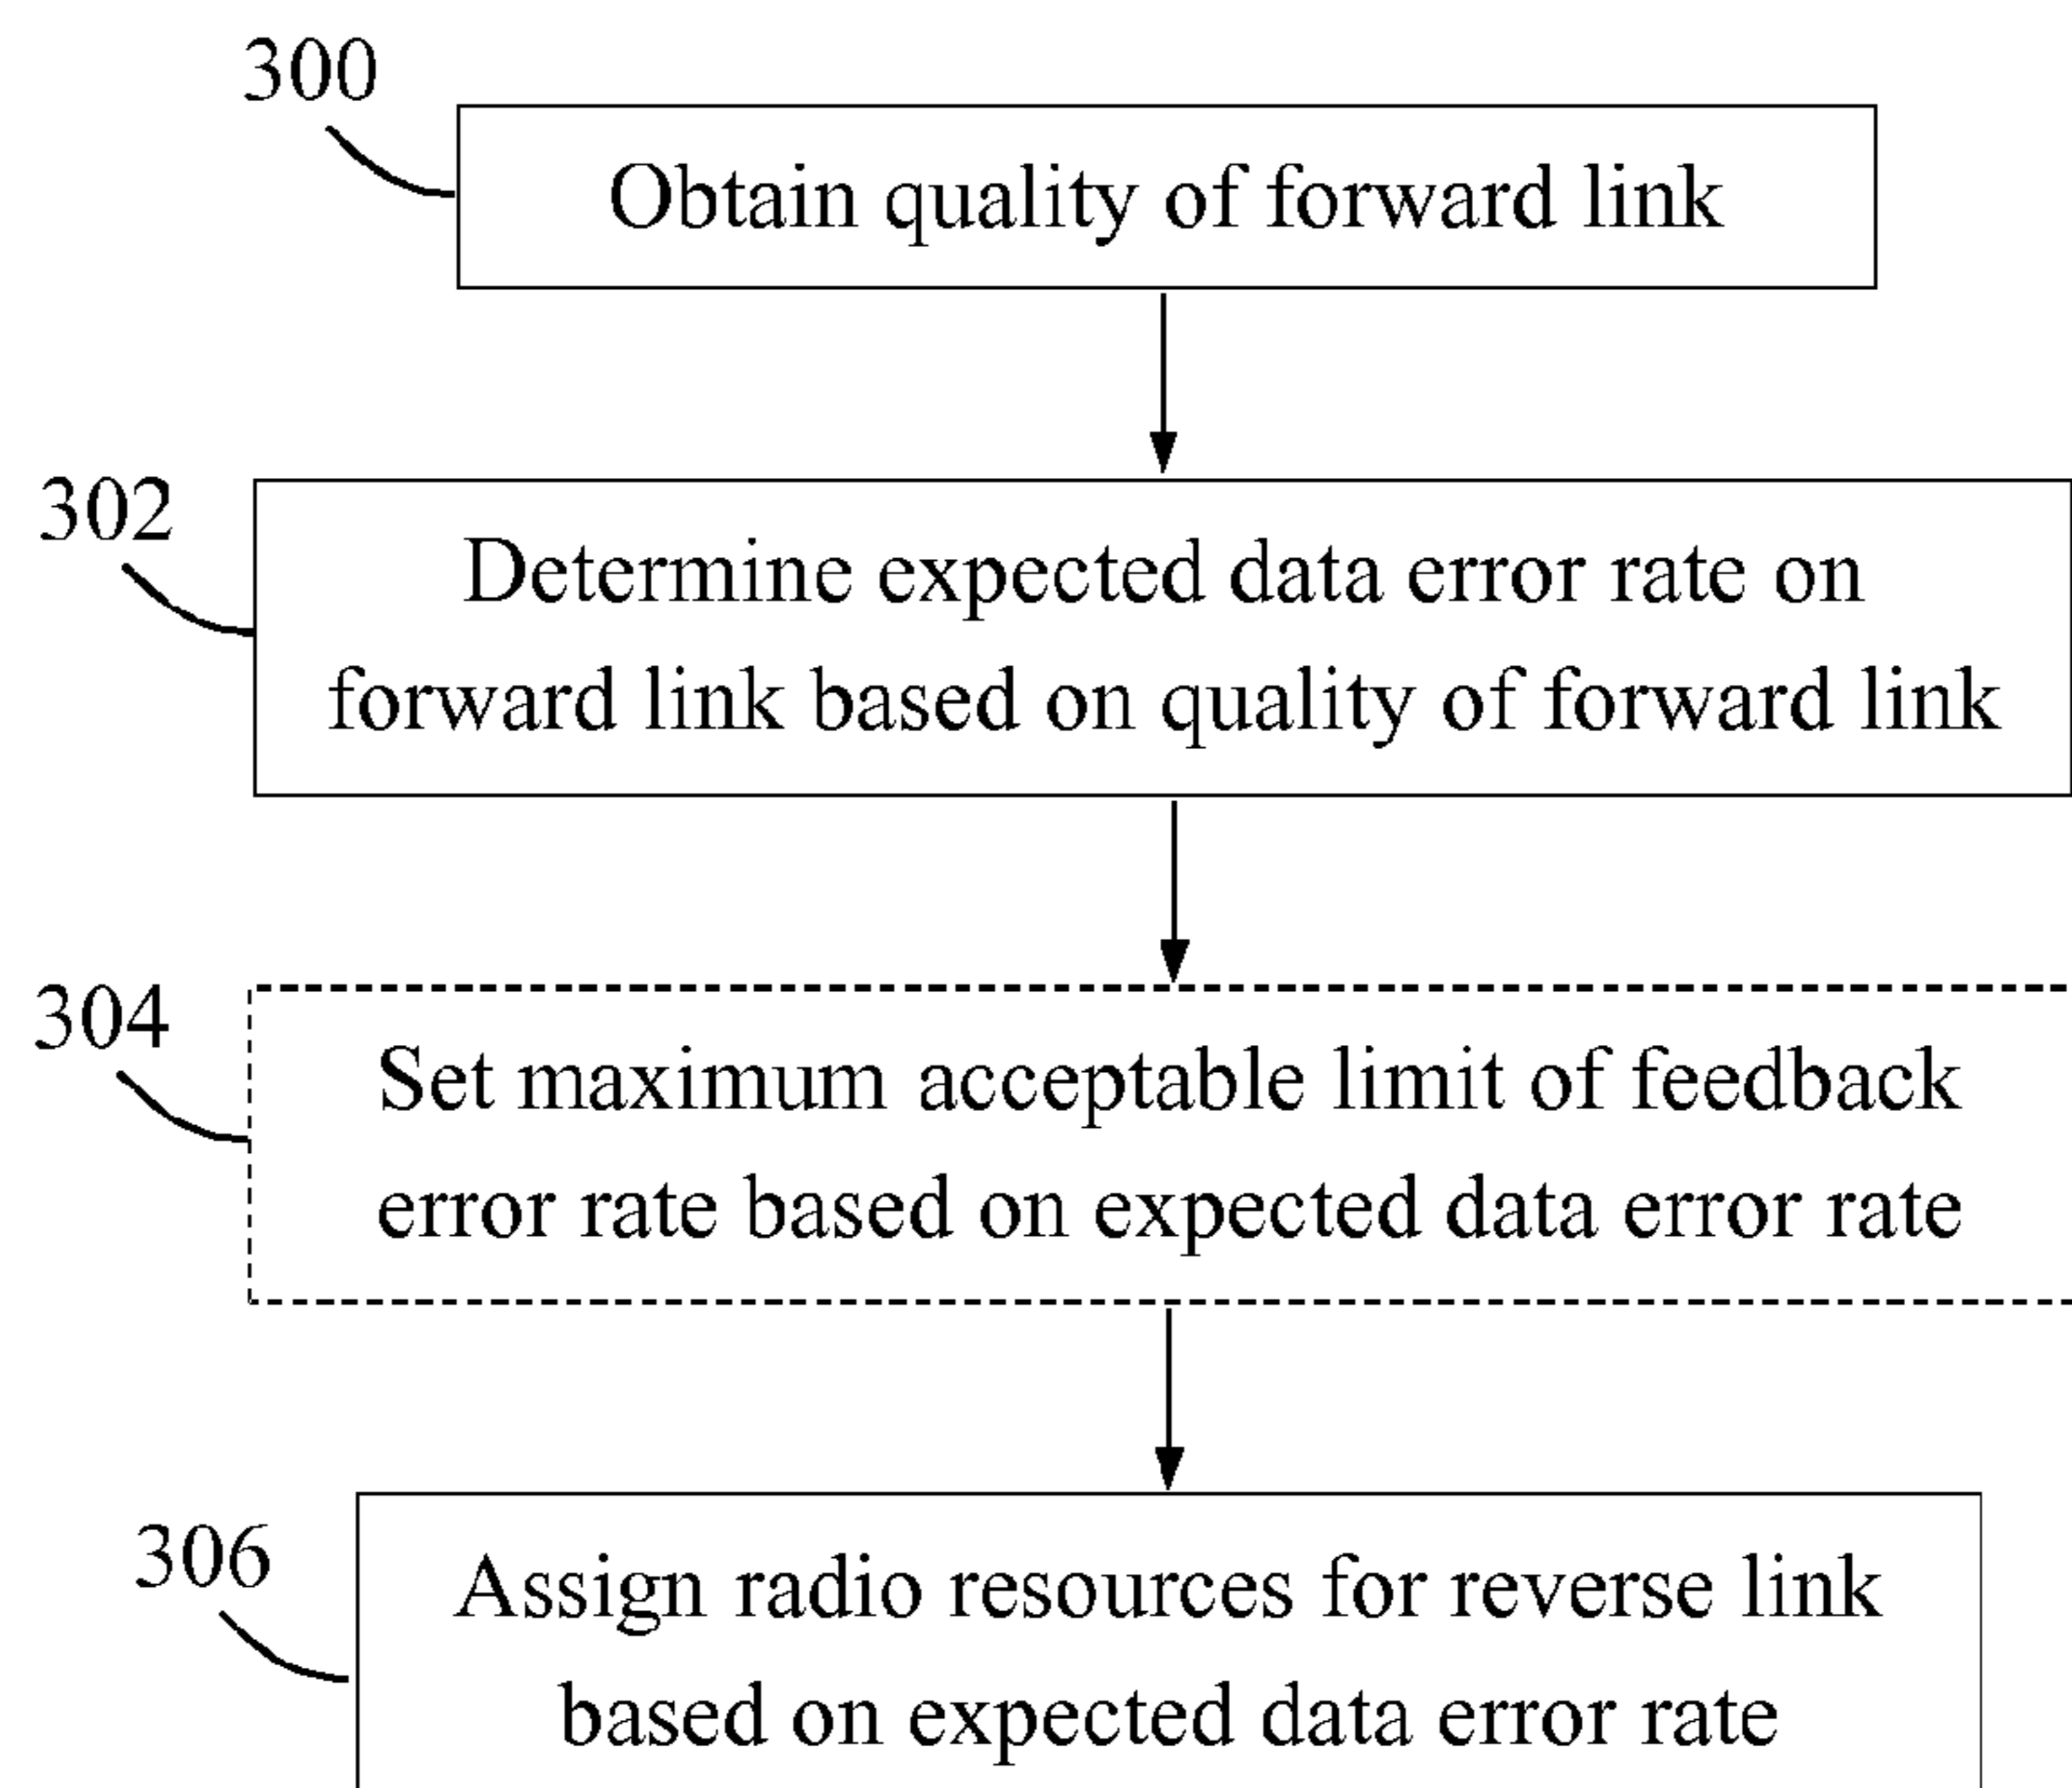 300
Obtain quality of forward link
302
Determine expected data error rate on
forward link based on quality of forward link
304
Set maximum acceptable limit of feedback
error rate based on expected data error rate
306
Assign radio resources for reverse link
based on expected data error rate